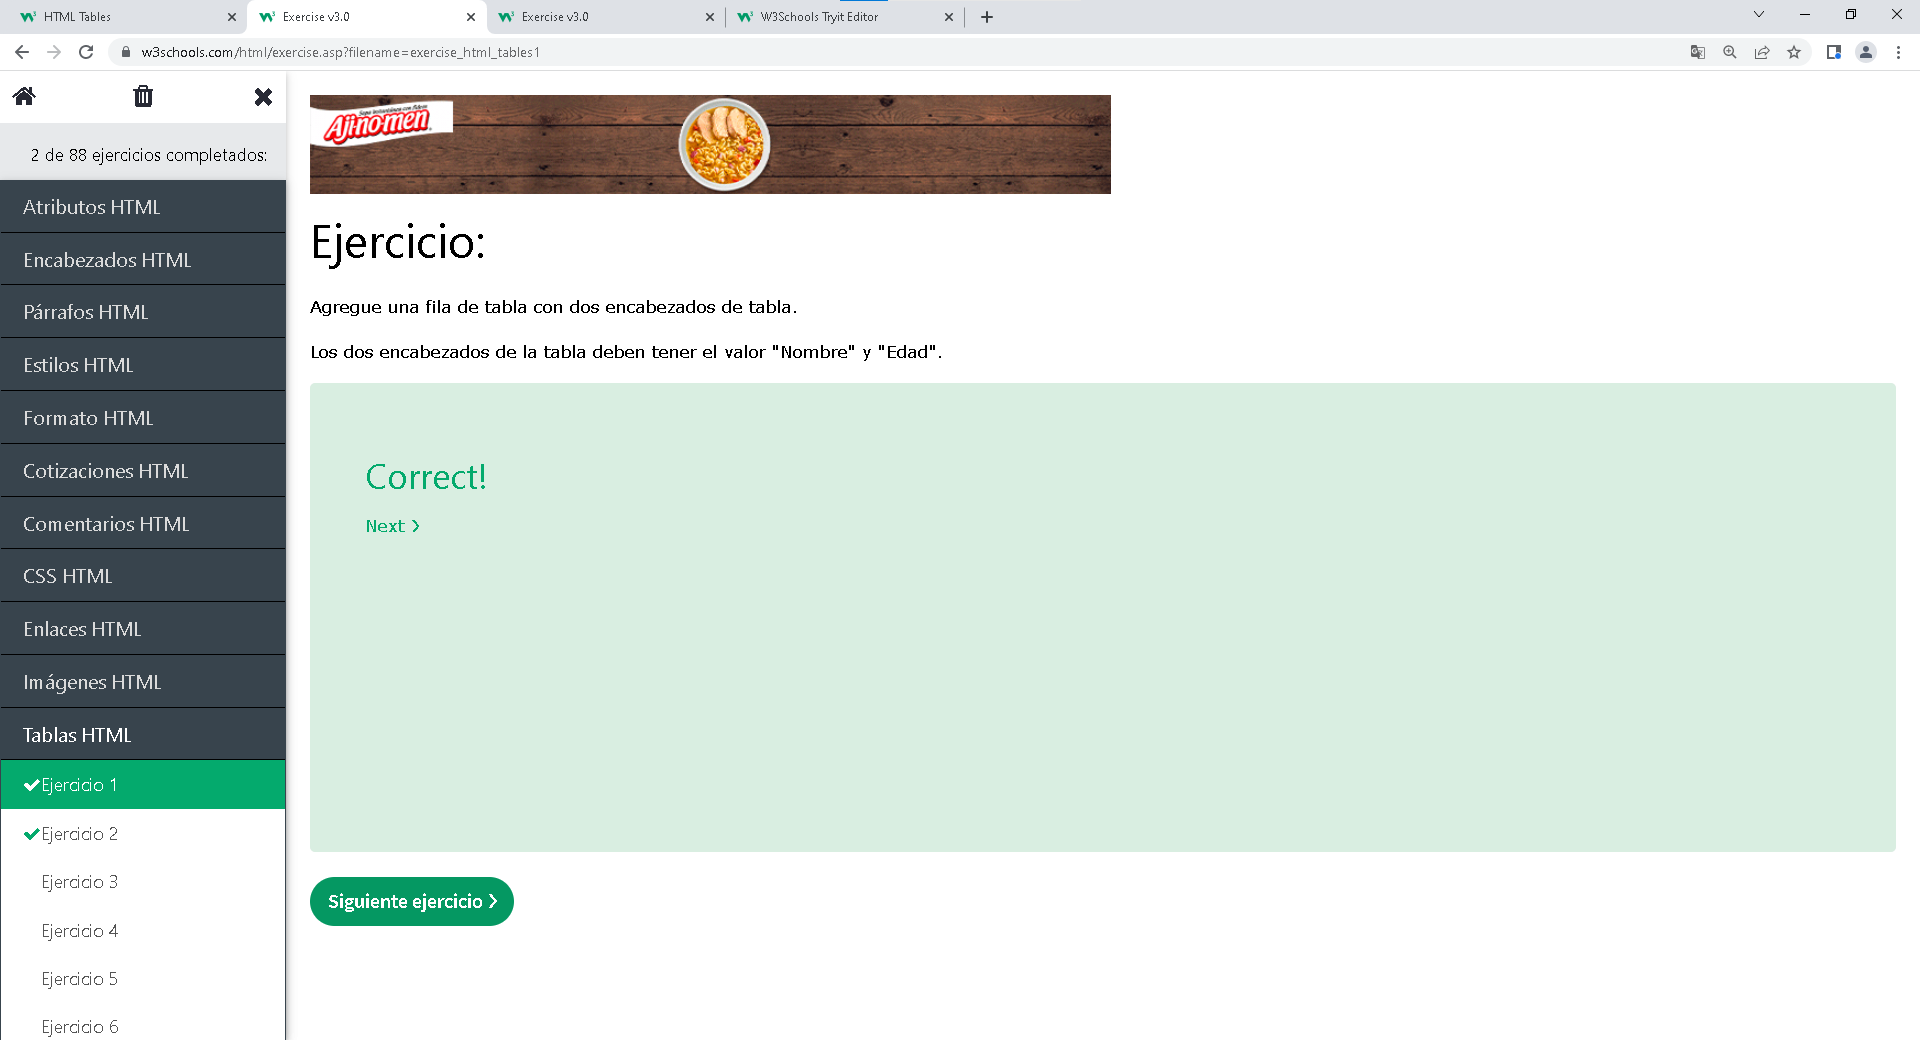 HTML Tables
Exercise v3.0
Exercise v3.0
W3Schools Tryit Editor
w3schools.com/html/exercise.asp?filename=exercise_html_tables1
2 de 88 ejercicios completados:
Atributos HTML
Encabezados HTML
Párrafos HTML
Estilos HTML
Formato HTML
Cotizaciones HTML
Comentarios HTML
CSS HTML
Enlaces HTML
Imágenes HTML
Tablas HTML
Ejercicio 1
Ejercicio 2
Ejercicio 3
Ejercicio 4
Ejercicio 5
Ejercicio 6
Ajinomen
Ejercicio:
Agregue una fila de tabla con dos encabezados de tabla.
Los dos encabezados de la tabla deben tener el valor "Nombre" y "Edad".
Correct!
Next ❯
Siguiente ejercicio ❯